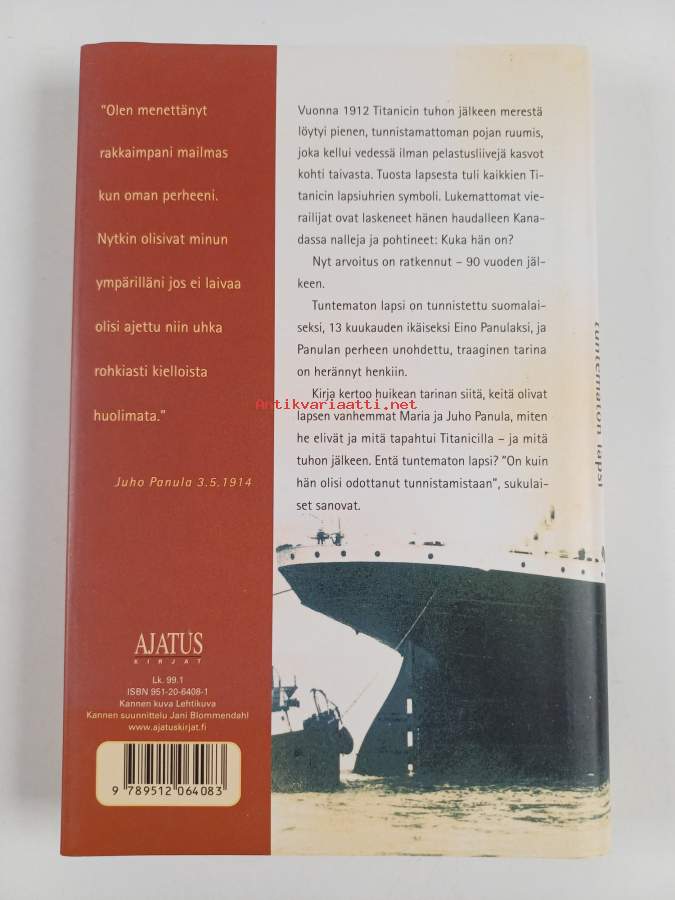 "Olen menettänyt
rakkaimpani mailmas
kun oman perheeni.
Nytkin olisivat minun
ympärilläni jos ei laivaa
olisi ajettu niin uhka
rohkiasti kielloista
huolimata."
Juho Panula 3.5.1914
AJATUS
KIRJAT
Lk. 99.1
ISBN 951-20-6408-1
Kannen kuva Lehtikuva
Kannen suunnittelu Jani Blommendahl
www.ajatuskirjat.fi
9 789512 064083
Vuonna 1912 Titanicin tuhon jälkeen merestä
löytyi pienen, tunnistamattoman pojan ruumis,
joka kellui vedessä ilman pelastusliivejä kasvot
kohti taivasta. Tuosta lapsesta tuli kaikkien Ti-
tanicin lapsiuhrien symboli. Lukemattomat vie-
railijat ovat laskeneet hänen haudalleen Kana-
dassa nalleja ja pohtineet: Kuka hän on?
Nyt arvoitus on ratkennut – 90 vuoden jäl-
keen.
Tuntematon lapsi on tunnistettu suomalai-
seksi, 13 kuukauden ikäiseksi Eino Panulaksi, ja
Panulan perheen unohdettu, traaginen tarina
on herännyt henkiin.
Kirja kertoo huikean tarinan siitä, keitä olivat
lapsen vanhemmat Maria ja Juho Panula, miten
he elivät ja mitä tapahtui Titanicilla – ja mitä
tuhon jälkeen. Entä tuntematon lapsi? "On kuin
hän olisi odottanut tunnistamistaan", sukulai-
set sanovat.
tuntematon lapsi
Antikvariaatti.net